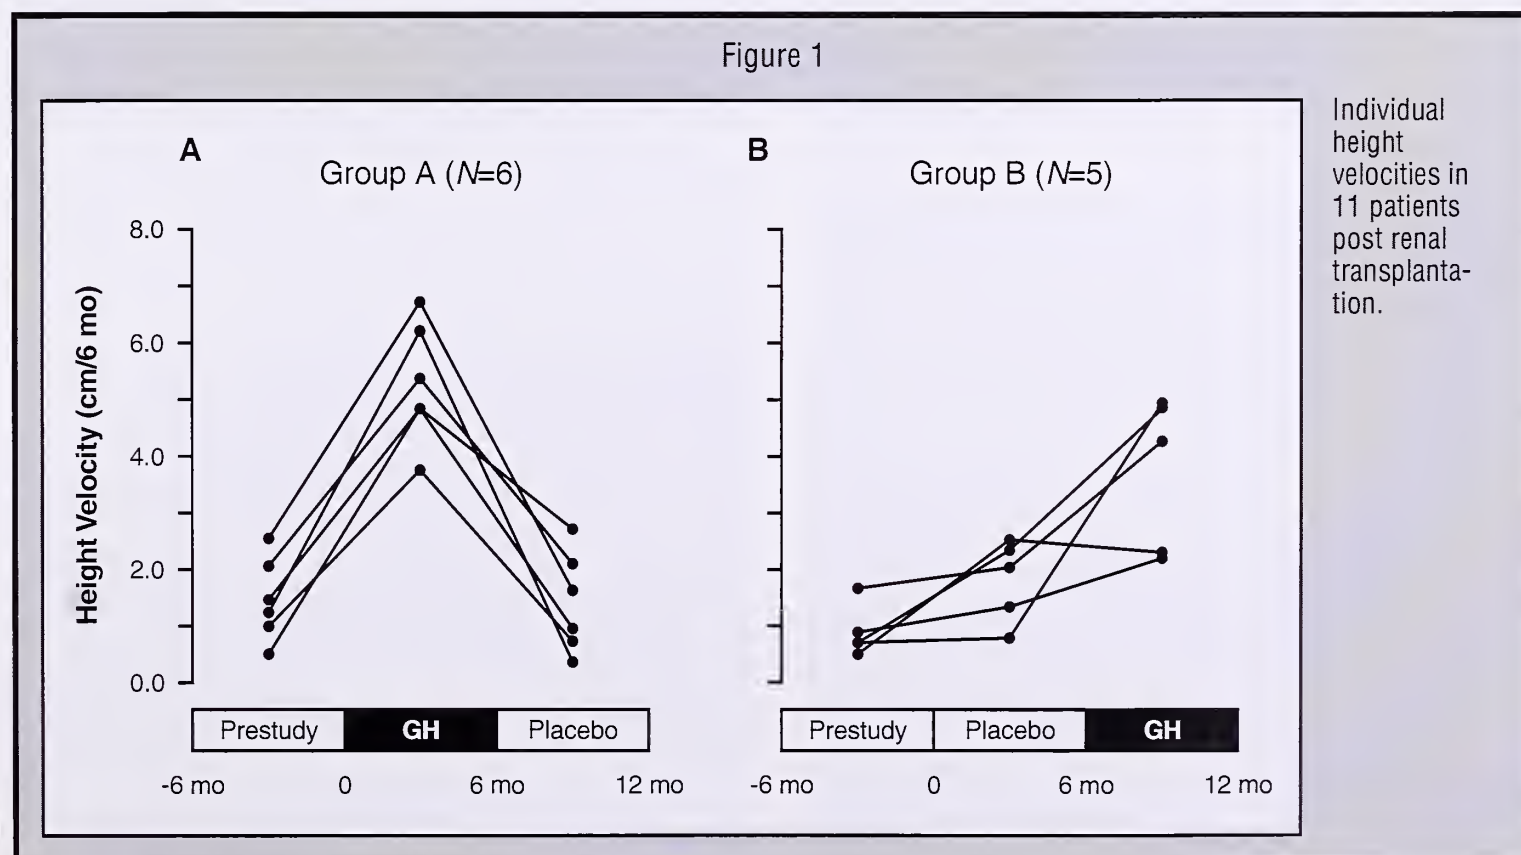 Figure 1
Individual
height
velocities in
11 patients
post renal
transplanta-
tion.
A
Group A (N=6)
Height Velocity (cm/6 mo)
8.0
6.0
4.0
2.0
0.0
Prestudy GH Placebo
-6 mo 0 6 mo 12 mo
B
Group B (N=5)
Prestudy Placebo GH
-6 mo 0 6 mo 12 mo